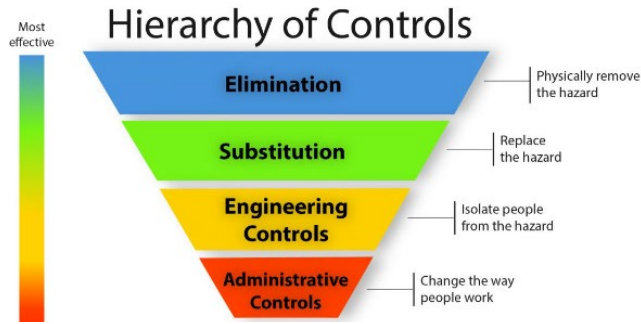 Hierarchy of Controls
Most
effective
Elimination
Physically remove
the hazard
Substitution
Replace
the hazard
Engineering
Controls
Isolate people
from the hazard
Administrative
Controls
Change the way
people work